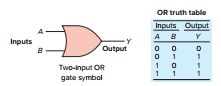 OR truth table
Inputs Output
A B Y
0 0 0
0 1 1
1 0 1
1 1 1
A
Inputs
B
Y
Output
Two-input OR
gate symbol